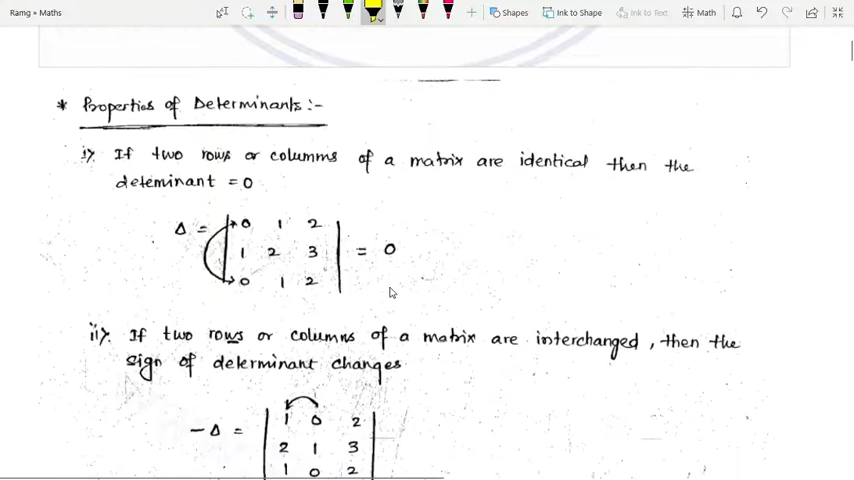 Ramg » Maths
Shapes Ink to Shape Ink to Text Math
* Properties of Determinants :-
i). If two rows or columns of a matrix are identical then the
deteminant = 0
Δ = | 0 1 2 |
| 1 2 3 | = 0
| 0 1 2 |
ii). If two rows or columns of a matrix are interchanged, then the
sign of determinant changes
-Δ = | 1 0 2 |
| 2 1 3 |
| 1 0 2 |